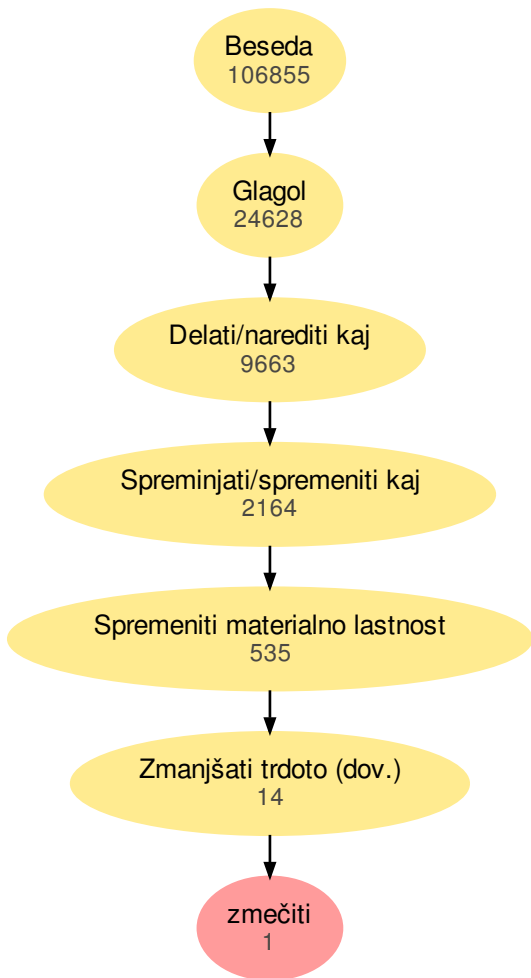 Beseda
106855
Glagol
24628
Delati/narediti kaj
9663
Spreminjati/spremeniti kaj
2164
Spremeniti materialno lastnost
535
Zmanjšati trdoto (dov.)
14
zmečiti
1